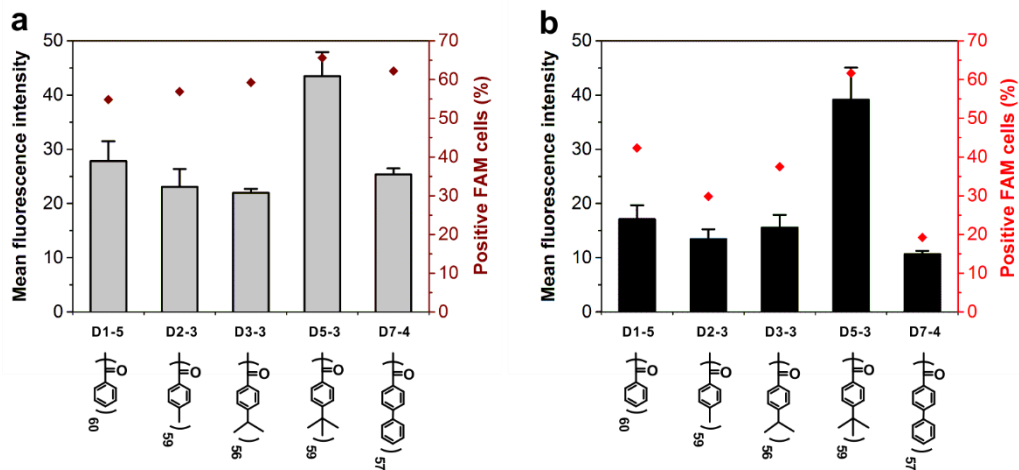 a
Mean fluorescence intensity
50
40
30
20
10
0
70
60
50
40
30
20
10
0
Positive FAM cells (%)
D1-5 D2-3 D3-3 D5-3 D7-4
O O O O O
60 59 56 59 57
b
Mean fluorescence intensity
50
40
30
20
10
0
70
60
50
40
30
20
10
0
Positive FAM cells (%)
D1-5 D2-3 D3-3 D5-3 D7-4
O O O O O
60 59 56 59 57